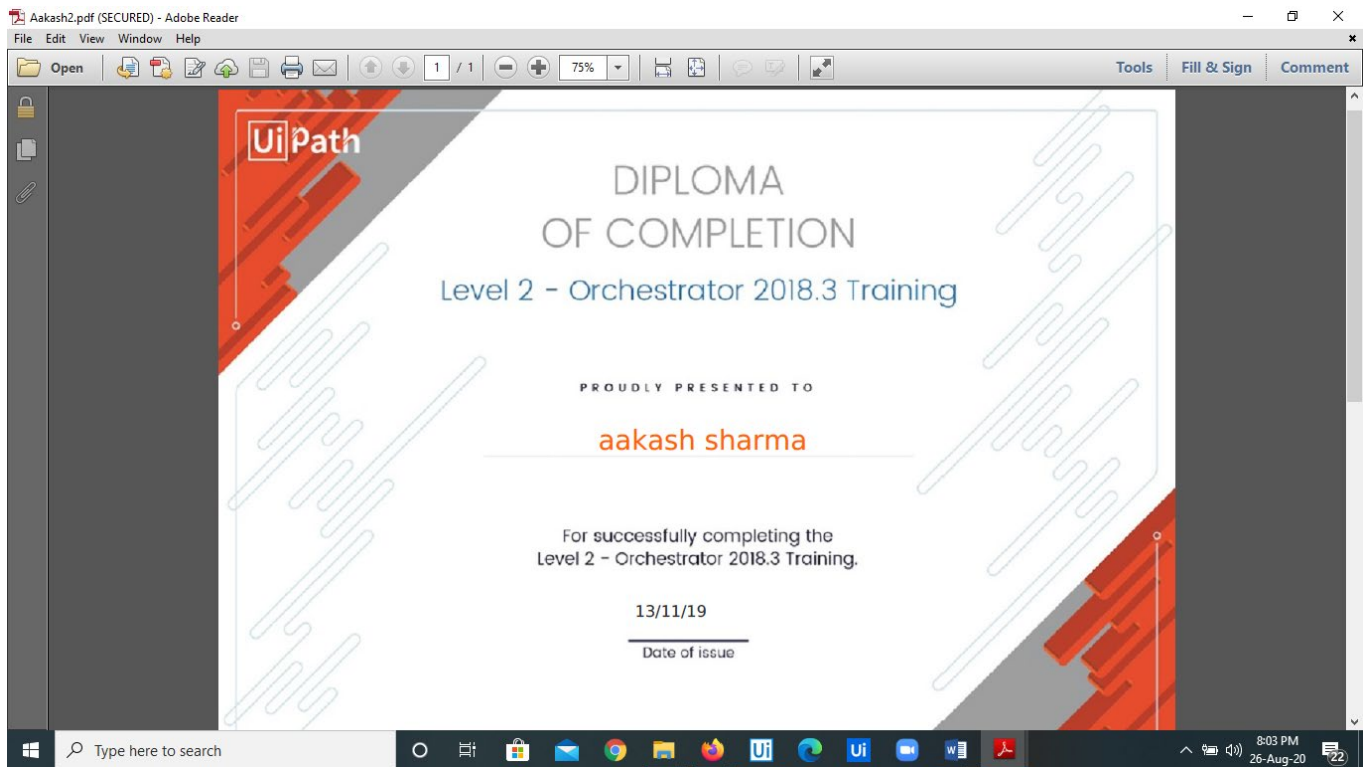 Aakash2.pdf (SECURED) - Adobe Reader
File Edit View Window Help
Open 1 / 1 75% Tools Fill & Sign Comment
UiPath
DIPLOMA
OF COMPLETION
Level 2 - Orchestrator 2018.3 Training
PROUDLY PRESENTED TO
aakash sharma
For successfully completing the
Level 2 - Orchestrator 2018.3 Training.
13/11/19
Date of issue
Type here to search
Ui
Ui
8:03 PM
26-Aug-20
22